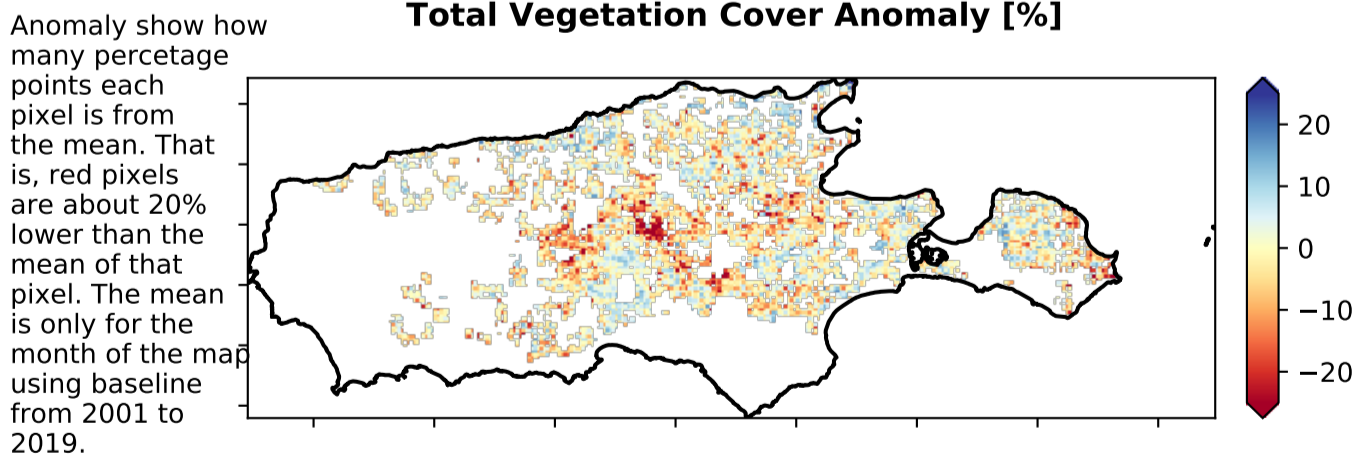 Total Vegetation Cover Anomaly [%]
Anomaly show how
many percetage
points each
pixel is from
the mean. That
is, red pixels
are about 20%
lower than the
mean of that
pixel. The mean
is only for the
month of the map
using baseline
from 2001 to
2019.
20
10
0
−10
−20